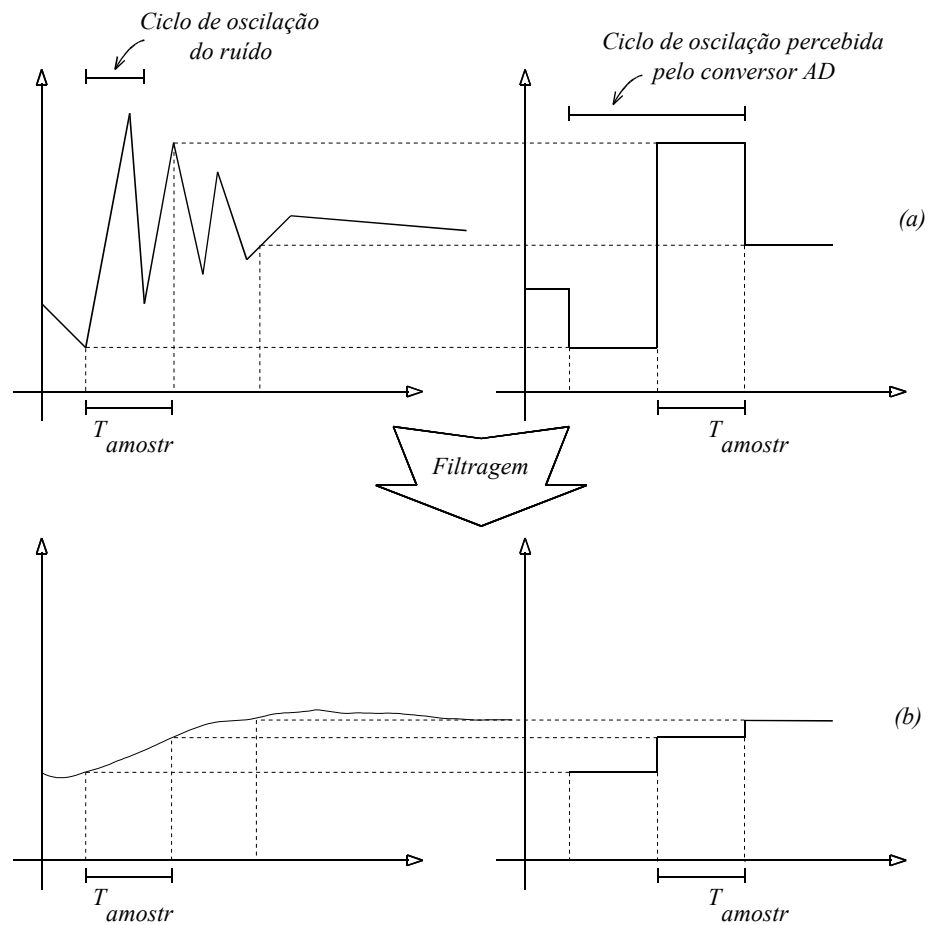 Ciclo de oscilação
do ruído
Ciclo de oscilação percebida
pelo conversor AD
(a)
T amostr
T amostr
Filtragem
(b)
T amostr
T amostr